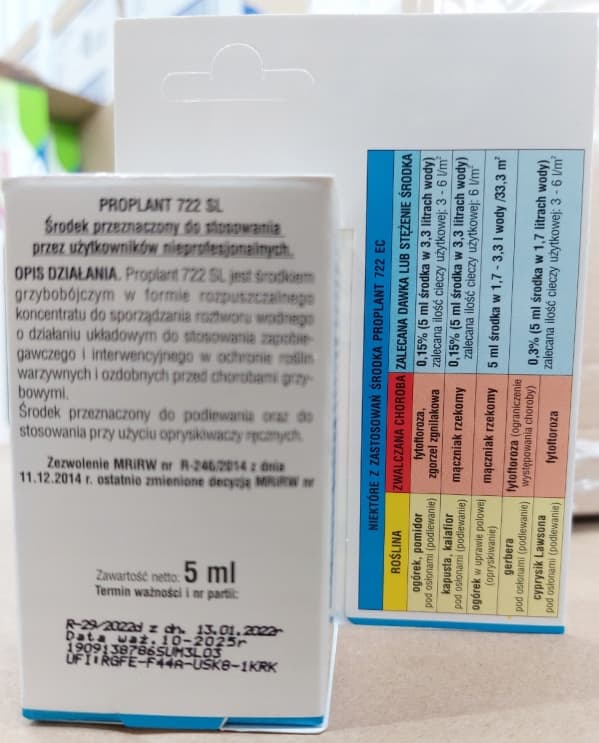 PROPLANT 722 SL
Środek przeznaczony do stosowania
przez użytkowników nieprofesjonalnych.
OPIS DZIAŁANIA. Proplant 722 SL jest środkiem
grzybobójczym w formie rozpuszczalnego
koncentratu do sporządzania roztworu wodnego
o działaniu układowym do stosowania zapobie-
gawczego i interwencyjnego w ochronie roślin
warzywnych i ozdobnych przed chorobami grzy-
bowymi.
Środek przeznaczony do podlewania oraz do
stosowania przy użyciu opryskiwaczy ręcznych.
Zezwolenie MRiRW nr R-246/2014 z dnia
11.12.2014 r. ostatnio zmienione decyzją MRiRW nr
Zawartość netto: 5 ml
Termin ważności i nr partii:
R-29/2022d z dn. 13.01.2022r
Data waż. 10-2025r
1909138786SUM3L03
UFI:RGFE-F44A-USK8-1KRK
NIEKTÓRE Z ZASTOSOWAŃ ŚRODKA PROPLANT 722 EC
ROŚLINA ZWALCZANA CHOROBA ZALECANA DAWKA LUB STĘŻENIE ŚRODKA
ogórek, pomidor
pod osłonami (podlewanie)
fytoftoroza,
zgorzel zgnilakowa
0,15% (5 ml środka w 3,3 litrach wody)
zalecana ilość cieczy użytkowej: 3 - 6 l/m²
kapusta, kalafior
pod osłonami (podlewanie)
mączniak rzekomy
0,15% (5 ml środka w 3,3 litrach wody)
zalecana ilość cieczy użytkowej: 6 l/m²
ogórek w uprawie polowej
(opryskiwanie)
mączniak rzekomy
5 ml środka w 1,7 - 3,3 l wody /33,3 m²
gerbera
pod osłonami (podlewanie)
fytoftoroza (ograniczenie
występowania choroby)
cyprysik Lawsona
pod osłonami (podlewanie)
fytoftoroza
0,3% (5 ml środka w 1,7 litrach wody)
zalecana ilość cieczy użytkowej: 3 - 6 l/m²